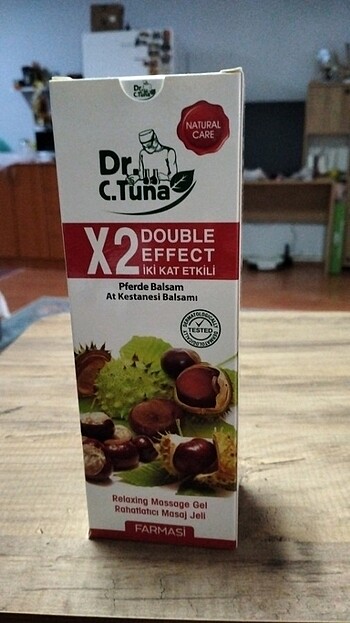 Dr.
C.Tuna
NATURAL
CARE
Dr.
C.Tuna
X2 DOUBLE
EFFECT
İKİ KAT ETKİLİ
Pferde Balsam
At Kestanesi Balsamı
DERMATOLOGICALLY
TESTED
Relaxing Massage Gel
Rahatlatıcı Masaj Jeli
FARMASi